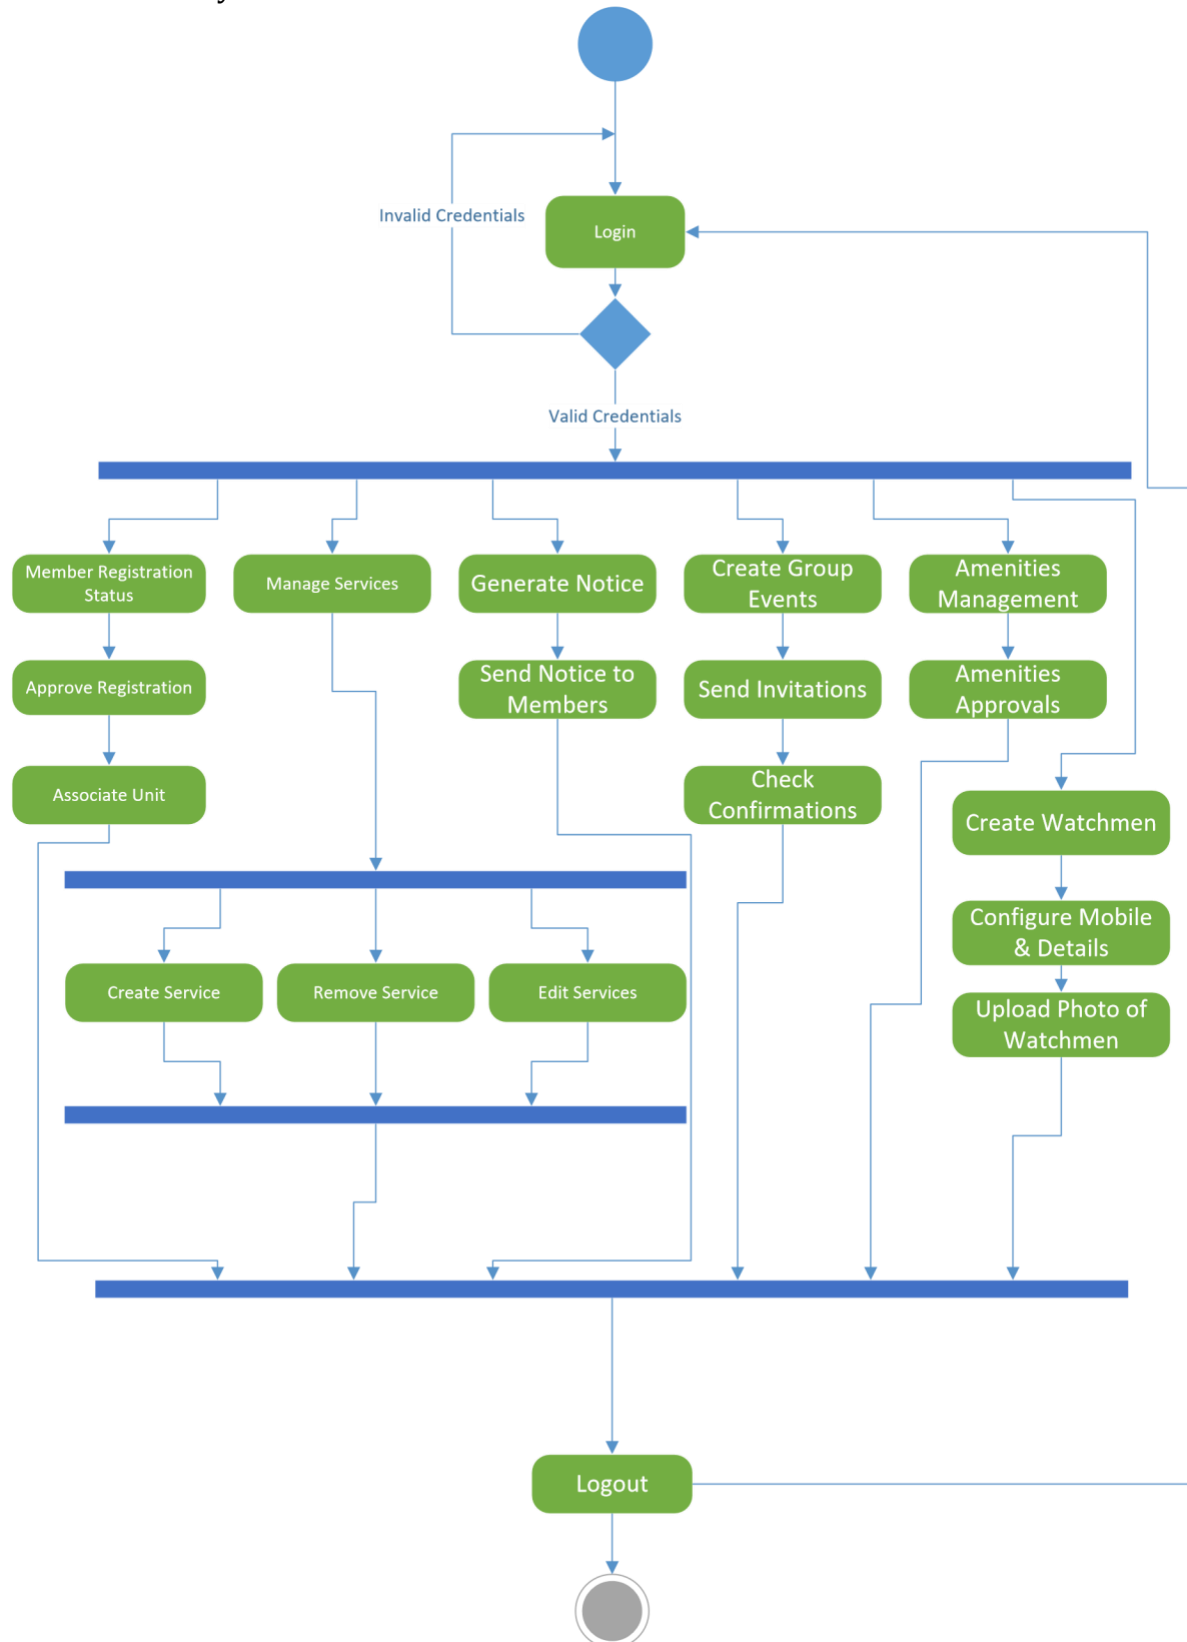 Invalid Credentials
Login
Valid Credentials
Member Registration
Status
Manage Services
Generate Notice
Create Group
Events
Amenities
Management
Approve Registration
Send Notice to
Members
Send Invitations
Amenities
Approvals
Associate Unit
Check
Confirmations
Create Watchmen
Configure Mobile
& Details
Create Service
Remove Service
Edit Services
Upload Photo of
Watchmen
Logout